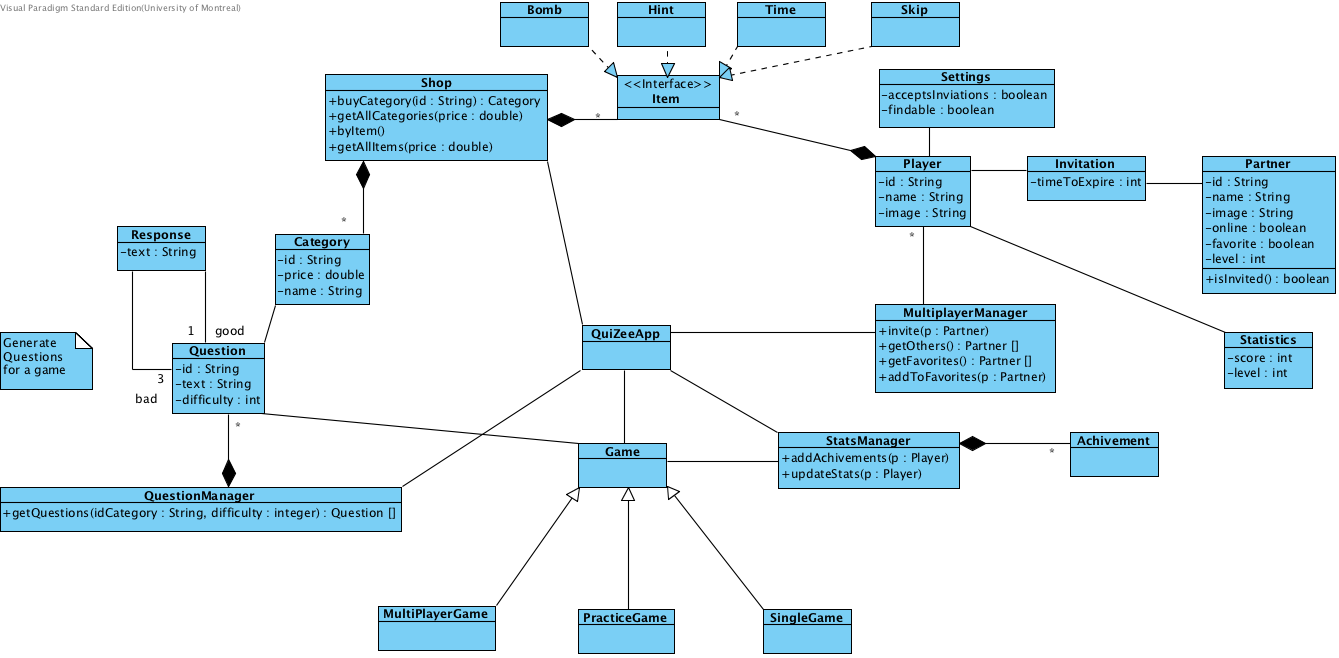 Visual Paradigm Standard Edition(University of Montreal)
Bomb
Hint
Time
Skip
<<Interface>>
Item
Shop
+buyCategory(id : String) : Category
+getAllCategories(price : double)
+byItem()
+getAllItems(price : double)
*
*
Settings
-acceptsInviations : boolean
-findable : boolean
Player
-id : String
-name : String
-image : String
*
Invitation
-timeToExpire : int
Partner
-id : String
-name : String
-image : String
-online : boolean
-favorite : boolean
-level : int
+isInvited() : boolean
*
Response
-text : String
Category
-id : String
-price : double
-name : String
1 good
3
bad
Generate
Questions
for a game
Question
-id : String
-text : String
-difficulty : int
*
QuiZeeApp
MultiplayerManager
+invite(p : Partner)
+getOthers() : Partner []
+getFavorites() : Partner []
+addToFavorites(p : Partner)
Statistics
-score : int
-level : int
Game
StatsManager
+addAchivements(p : Player)
+updateStats(p : Player)
*
Achivement
QuestionManager
+getQuestions(idCategory : String, difficulty : integer) : Question []
MultiPlayerGame
PracticeGame
SingleGame